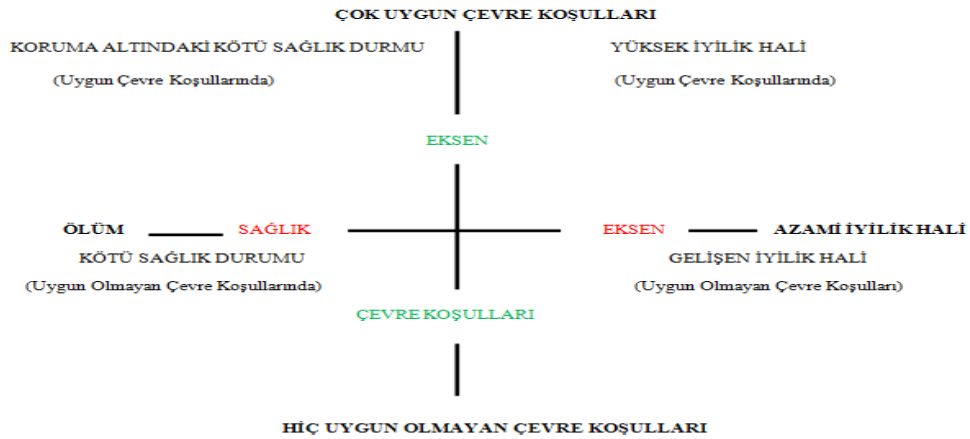 ÇOK UYGUN ÇEVRE KOŞULLARI
KORUMA ALTINDAKİ KÖTÜ SAĞLIK DURMU
YÜKSEK İYİLİK HALİ
(Uygun Çevre Koşullarında)
(Uygun Çevre Koşullarında)
EKSEN
ÖLÜM
SAĞLIK
EKSEN
AZAMİ İYİLİK HALİ
KÖTÜ SAĞLIK DURUMU
GELİŞEN İYİLİK HALİ
(Uygun Olmayan Çevre Koşullarında)
(Uygun Olmayan Çevre Koşulları)
ÇEVRE KOŞULLARI
HİÇ UYGUN OLMAYAN ÇEVRE KOŞULLARI